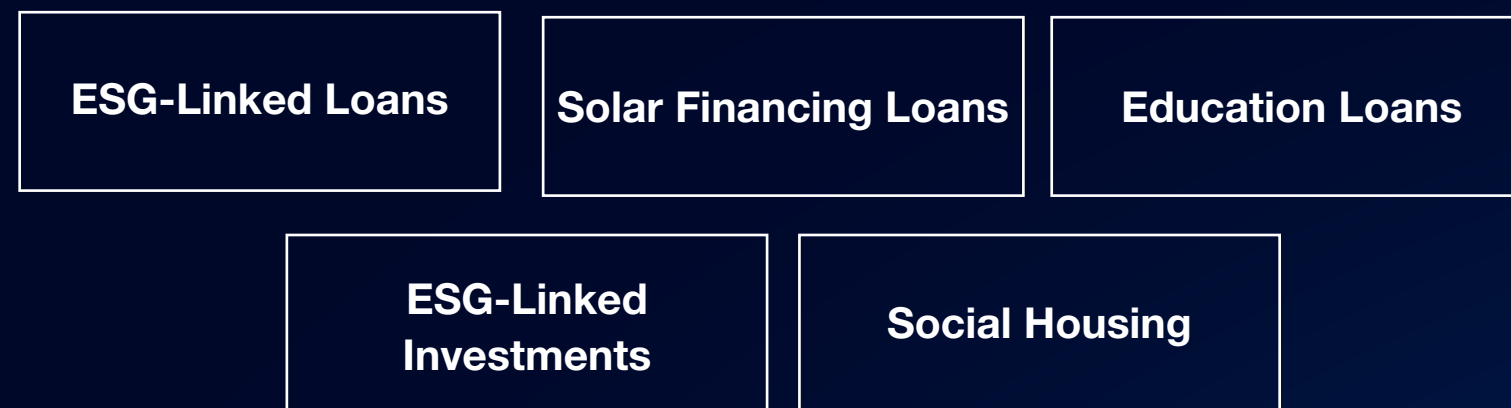 ESG-Linked Loans
Solar Financing Loans
Education Loans
ESG-Linked
Investments
Social Housing